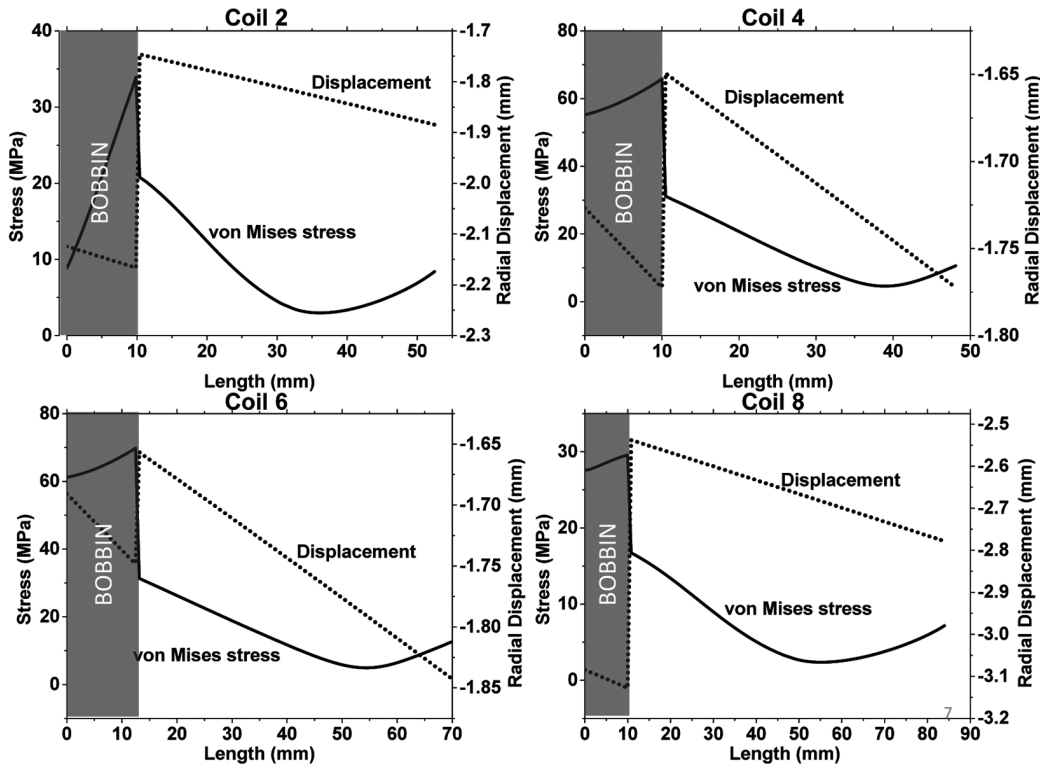 Coil 2
40
30
20
10
0
Stress (MPa)
BOBBIN
Displacement
von Mises stress
-1.7
-1.8
-1.9
-2.0
-2.1
-2.2
-2.3
Radial Displacement (mm)
0 10 20 30 40 50
Length (mm)
Coil 4
80
60
40
20
0
-20
Stress (MPa)
BOBBIN
Displacement
von Mises stress
-1.65
-1.70
-1.75
-1.80
Radial Displacement (mm)
0 10 20 30 40 50
Length (mm)
Coil 6
80
60
40
20
0
Stress (MPa)
BOBBIN
Displacement
von Mises stress
-1.65
-1.70
-1.75
-1.80
-1.85
Radial Displacement (mm)
0 10 20 30 40 50 60 70
Length (mm)
Coil 8
30
20
10
0
Stress (MPa)
BOBBIN
Displacement
von Mises stress
-2.5
-2.6
-2.7
-2.8
-2.9
-3.0
-3.1
-3.2
Radial Displacement (mm)
7
0 10 20 30 40 50 60 70 80 90
Length (mm)